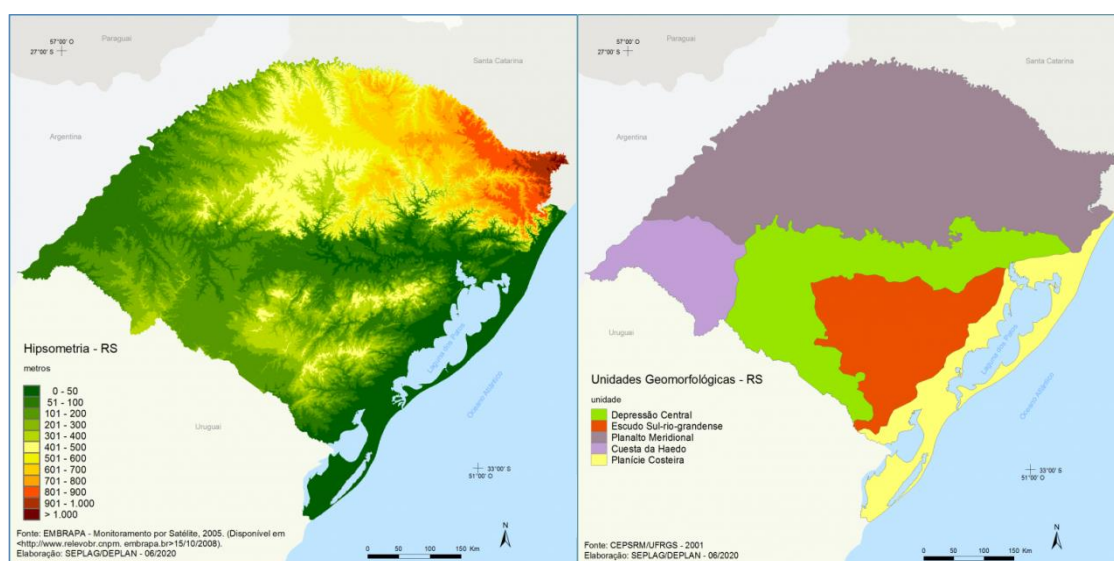 Paraguai
57°00' O
27°00' S
Santa Catarina
Argentina
Uruguai
Laguna dos Patos
Oceano Atlântico
33°00' S
51°00' O
Hipsometria - RS
metros
0 - 50
51 - 100
101 - 200
201 - 300
301 - 400
401 - 500
501 - 600
601 - 700
701 - 800
801 - 900
901 - 1.000
> 1.000
Fonte: EMBRAPA - Monitoramento por Satélite, 2005. (Disponível em
<http://www.relevobr.cnpm. embrapa.br>15/10/2008).
Elaboração: SEPLAG/DEPLAN - 06/2020
0 50 100 150 Km
N
Paraguai
57°00' O
27°00' S
Santa Catarina
Argentina
Uruguai
Laguna dos Patos
Oceano Atlântico
33°00' S
51°00' O
Unidades Geomorfológicas - RS
unidade
Depressão Central
Escudo Sul-rio-grandense
Planalto Meridional
Cuesta da Haedo
Planície Costeira
Fonte: CEPSRM/UFRGS - 2001
Elaboração: SEPLAG/DEPLAN - 06/2020
0 50 100 150 Km
N